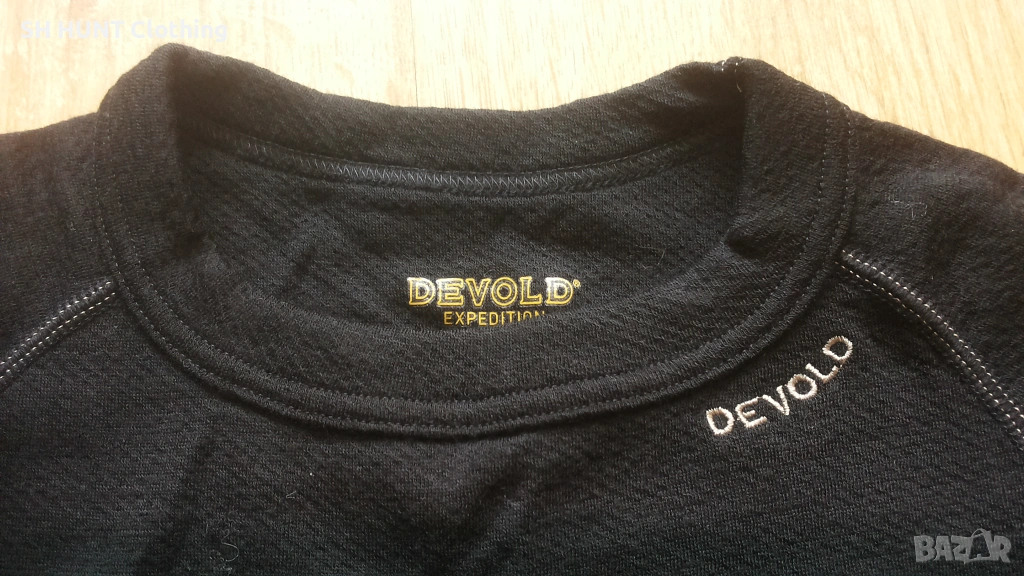 SH HUNT Clothing
DEVOLD®
EXPEDITION
DEVOLD
BAZAR